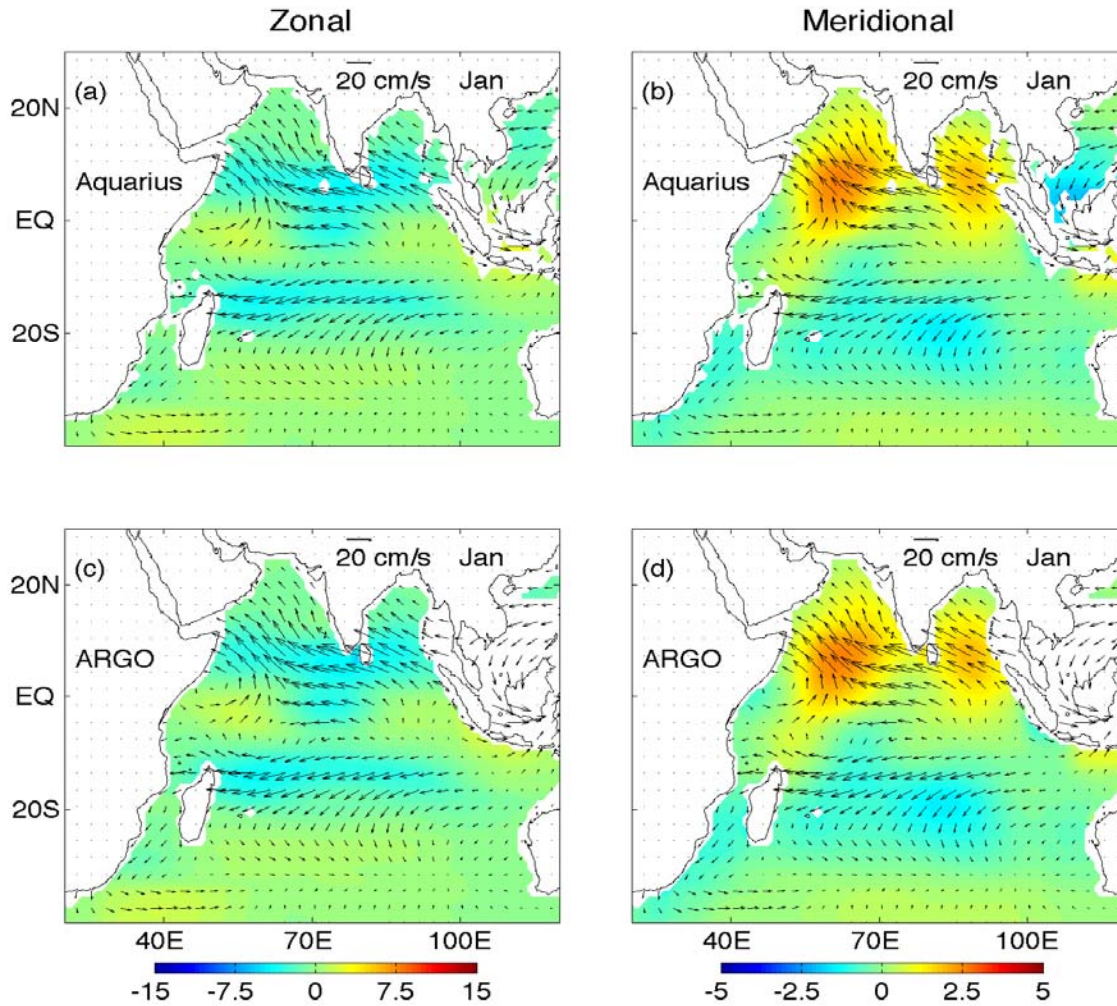 Zonal
Meridional
(a) 20 cm/s Jan
20N
Aquarius
EQ
20S
(b) 20 cm/s Jan
Aquarius
(c) 20 cm/s Jan
20N
ARGO
EQ
20S
40E 70E 100E
(d) 20 cm/s Jan
ARGO
40E 70E 100E
-15 -7.5 0 7.5 15
-5 -2.5 0 2.5 5